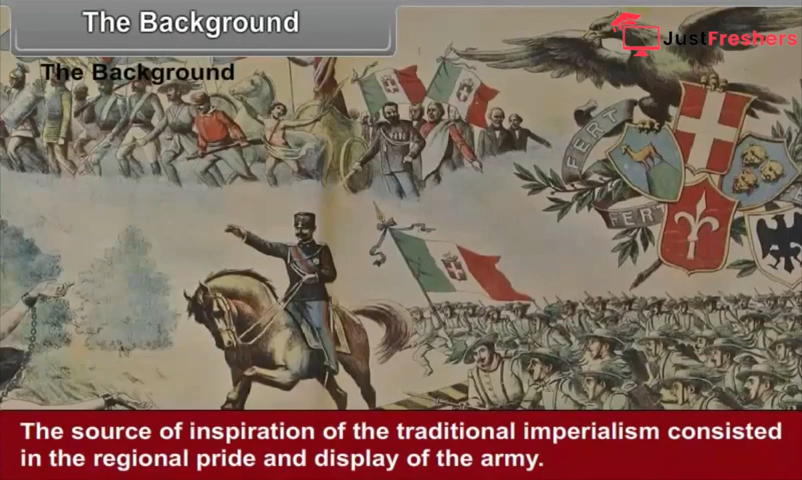 The Background
JustFreshers
The Background
FERT
FERT
The source of inspiration of the traditional imperialism consisted
in the regional pride and display of the army.